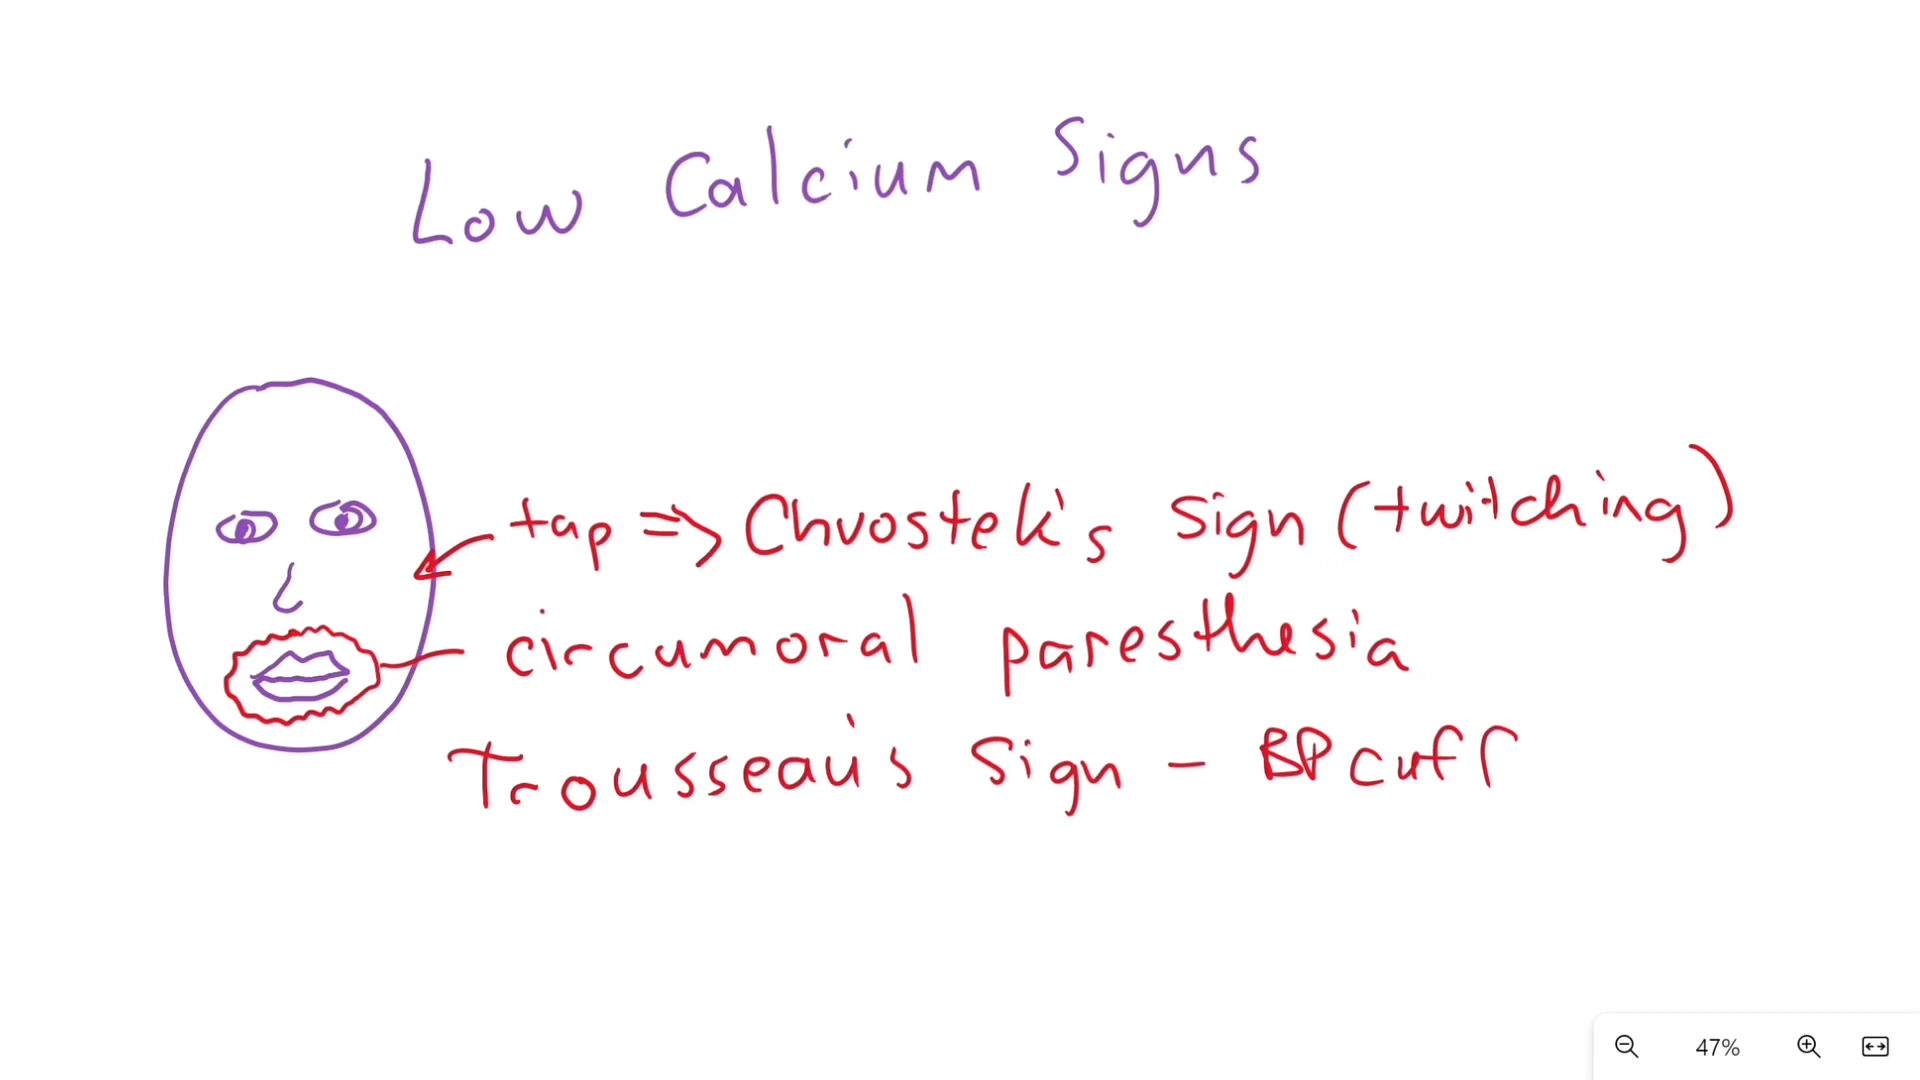 Low Calcium Signs
tap => Chvostek's sign (twitching)
circumoral paresthesia
Trousseau's Sign - BP cuff
47%